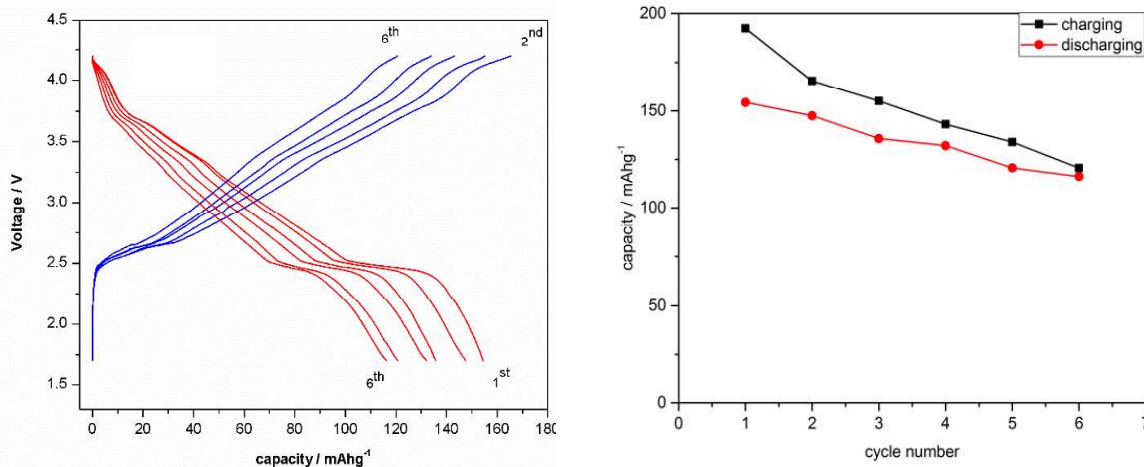 4.5
4.0
3.5
3.0
2.5
2.0
1.5
Voltage / V
6th
2nd
6th
1st
0 20 40 60 80 100 120 140 160 180
capacity / mAhg-1
200
150
100
50
0
capacity / mAhg-1
charging
discharging
0 1 2 3 4 5 6 7
cycle number